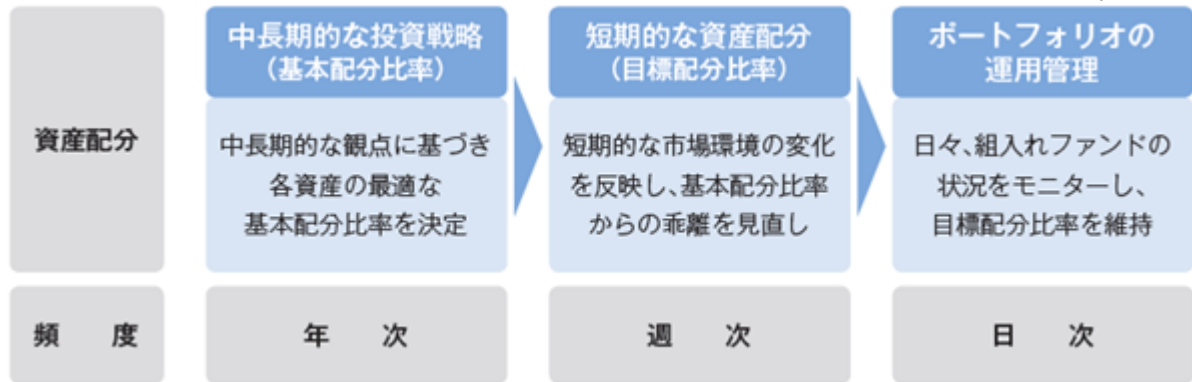 資産配分
中長期的な投資戦略
（基本配分比率）
中長期的な観点に基づき
各資産の最適な
基本配分比率を決定
短期的な資産配分
（目標配分比率）
短期的な市場環境の変化
を反映し、基本配分比率
からの乖離を見直し
ポートフォリオの
運用管理
日々、組入れファンドの
状況をモニターし、
目標配分比率を維持
頻　度
年　次
週　次
日　次